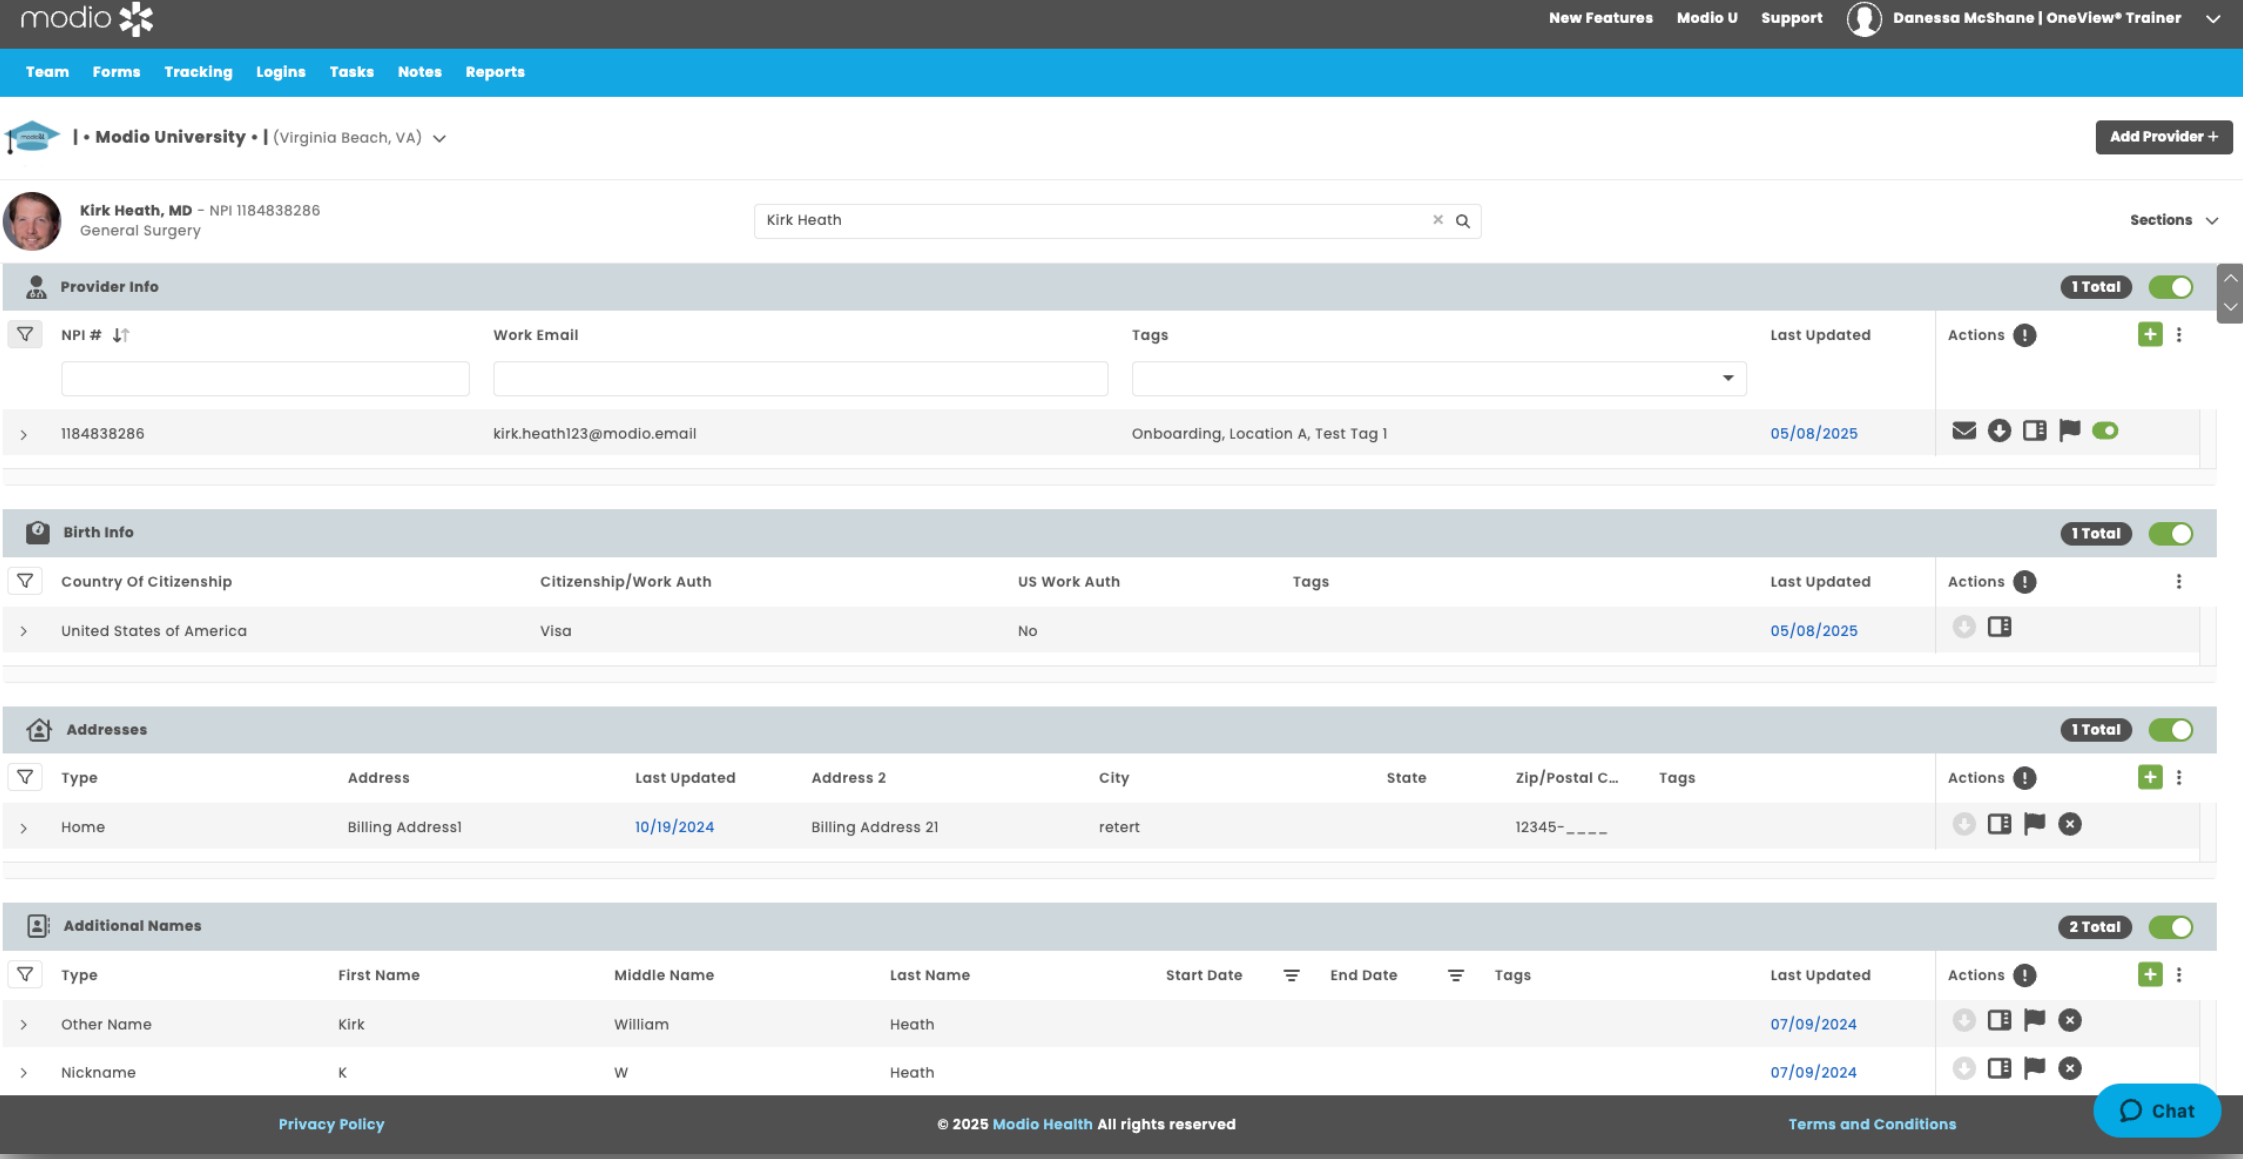 modio
New Features Modio U Support Danessa McShane | OneView® Trainer
Team Forms Tracking Logins Tasks Notes Reports
| • Modio University • | (Virginia Beach, VA)
Add Provider +
Kirk Heath, MD - NPI 1184838286
General Surgery
Kirk Heath
Sections
Provider Info 1 Total
NPI # Work Email Tags Last Updated Actions
1184838286 kirk.heath123@modio.email Onboarding, Location A, Test Tag 1 05/08/2025
Birth Info 1 Total
Country Of Citizenship Citizenship/Work Auth US Work Auth Tags Last Updated Actions
United States of America Visa No 05/08/2025
Addresses 1 Total
Type Address Last Updated Address 2 City State Zip/Postal C... Tags Actions
Home Billing Address1 10/19/2024 Billing Address 21 retert 12345-____
Additional Names 2 Total
Type First Name Middle Name Last Name Start Date End Date Tags Last Updated Actions
Other Name Kirk William Heath 07/09/2024
Nickname K W Heath 07/09/2024
Privacy Policy © 2025 Modio Health All rights reserved Terms and Conditions
Chat